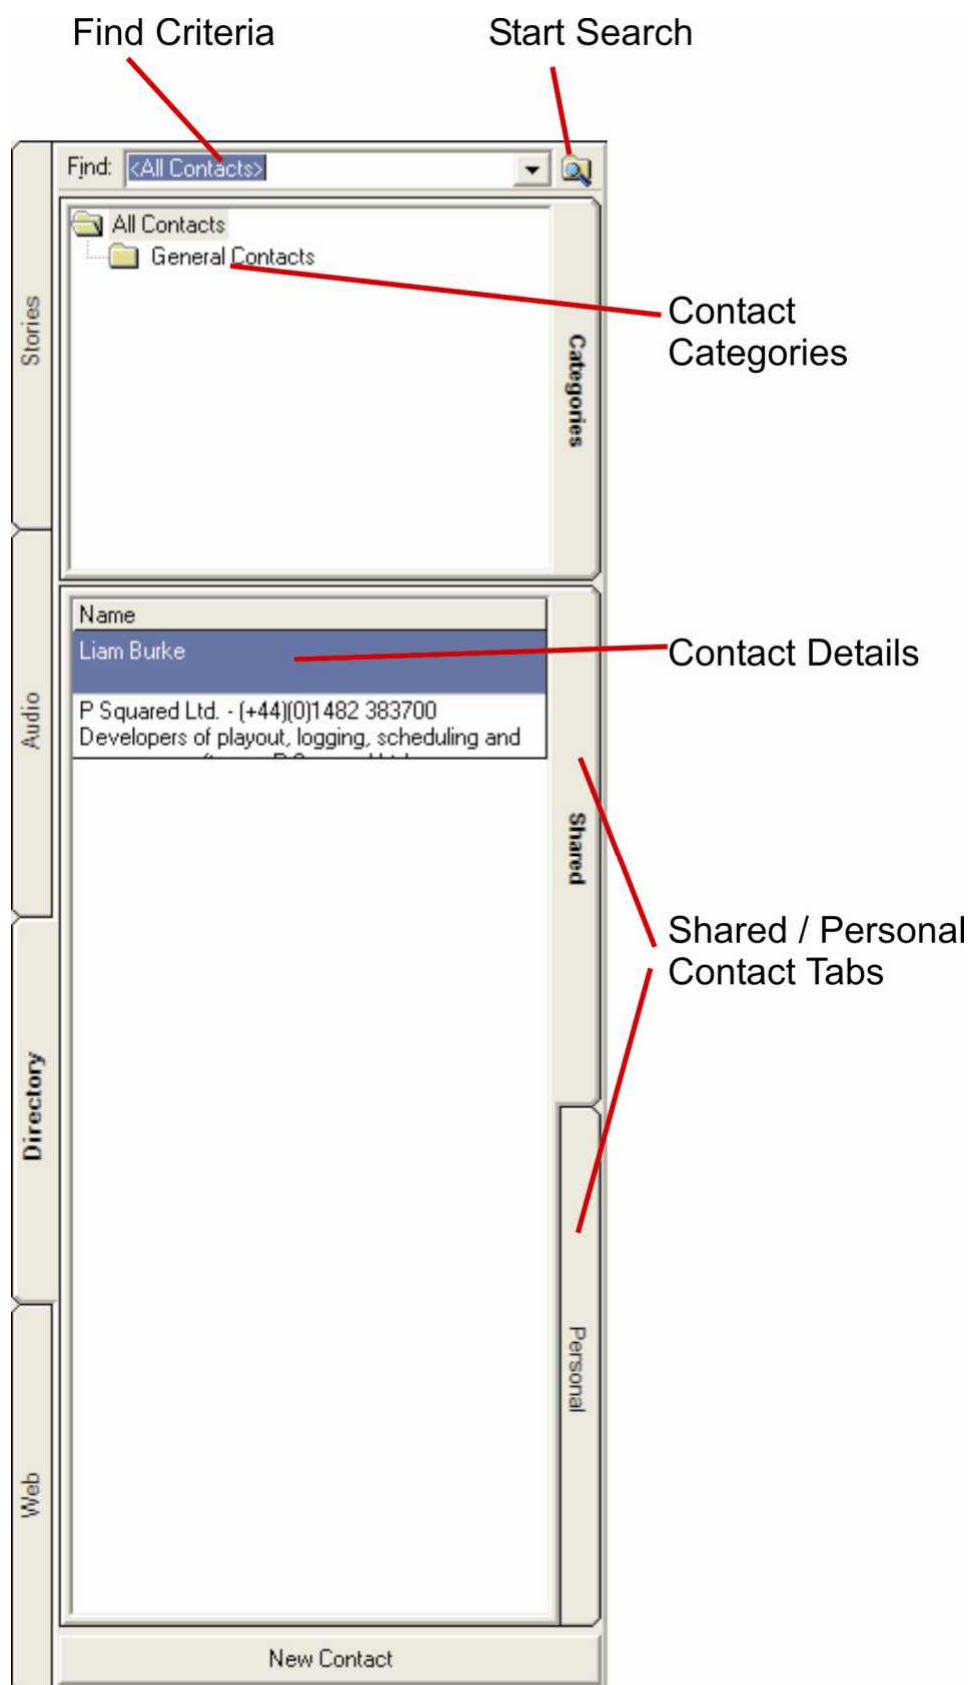 Find Criteria
Start Search
Find: <All Contacts>
All Contacts
General Contacts
Contact
Categories
Stories
Categories
Name
Liam Burke
Contact Details
P Squared Ltd. - (+44)(0)1482 383700
Developers of playout, logging, scheduling and
Audio
Shared
Shared / Personal
Contact Tabs
Directory
Personal
Web
New Contact